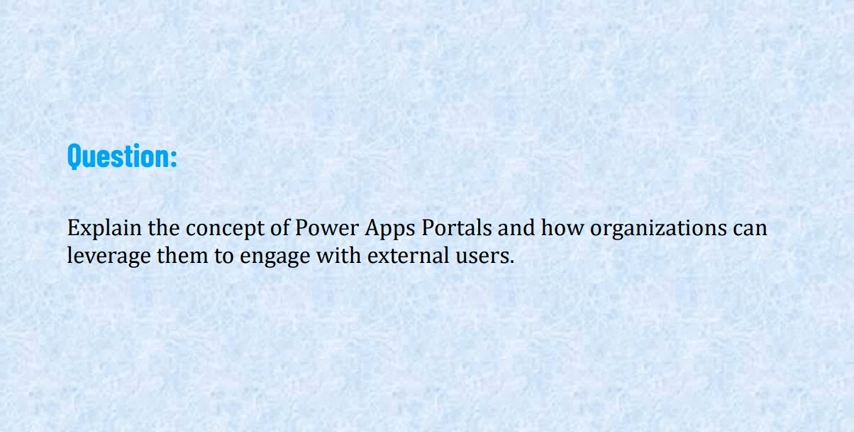 Question:
Explain the concept of Power Apps Portals and how organizations can
leverage them to engage with external users.